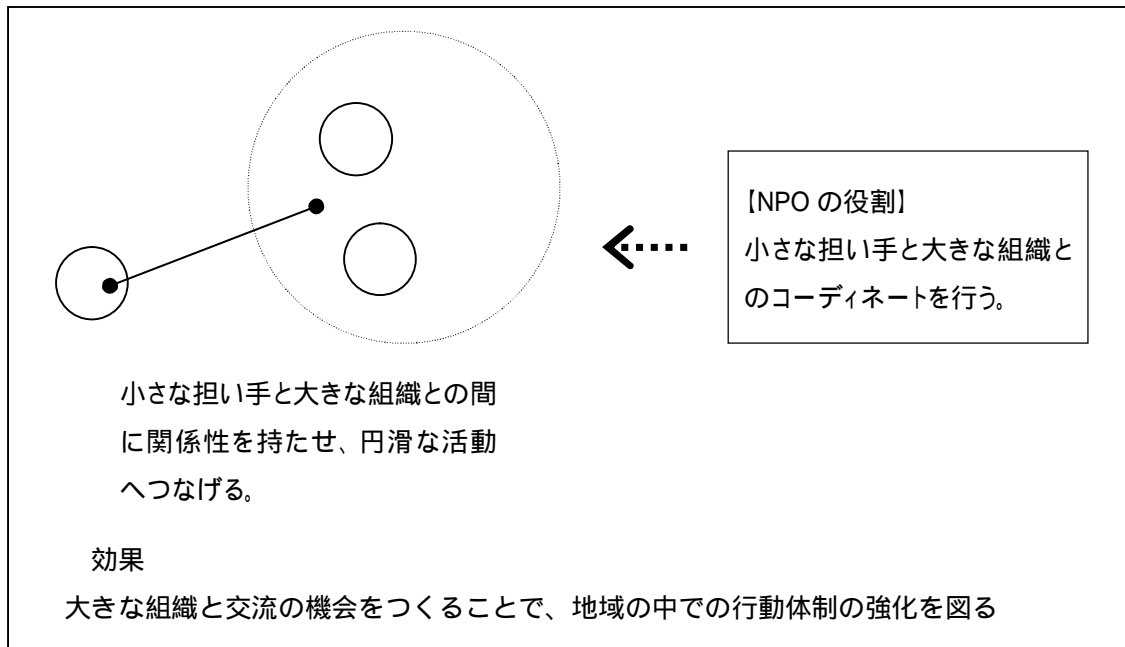 【NPO の役割】
小さな担い手と大きな組織と
のコーディネートを行う。
小さな担い手と大きな組織との間
に関係性を持たせ、円滑な活動
へつなげる。
効果
大きな組織と交流の機会をつくることで、地域の中での行動体制の強化を図る